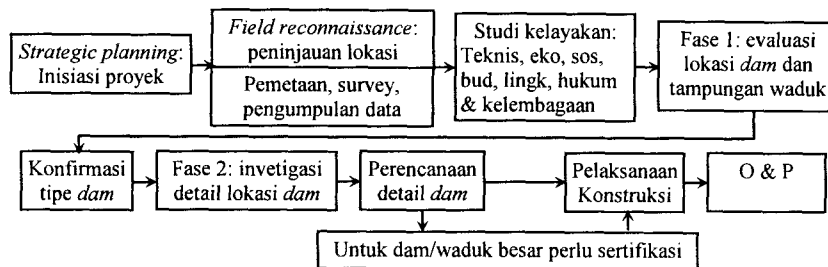 Strategic planning:
Inisiasi proyek
Field reconnaissance:
peninjauan lokasi
Pemetaan, survey,
pengumpulan data
Studi kelayakan:
Teknis, eko, sos,
bud, lingk, hukum
& kelembagaan
Fase 1: evaluasi
lokasi dam dan
tampungan waduk
Konfirmasi
tipe dam
Fase 2: invetigasi
detail lokasi dam
Perencanaan
detail dam
Pelaksanaan
Konstruksi
O & P
Untuk dam/waduk besar perlu sertifikasi